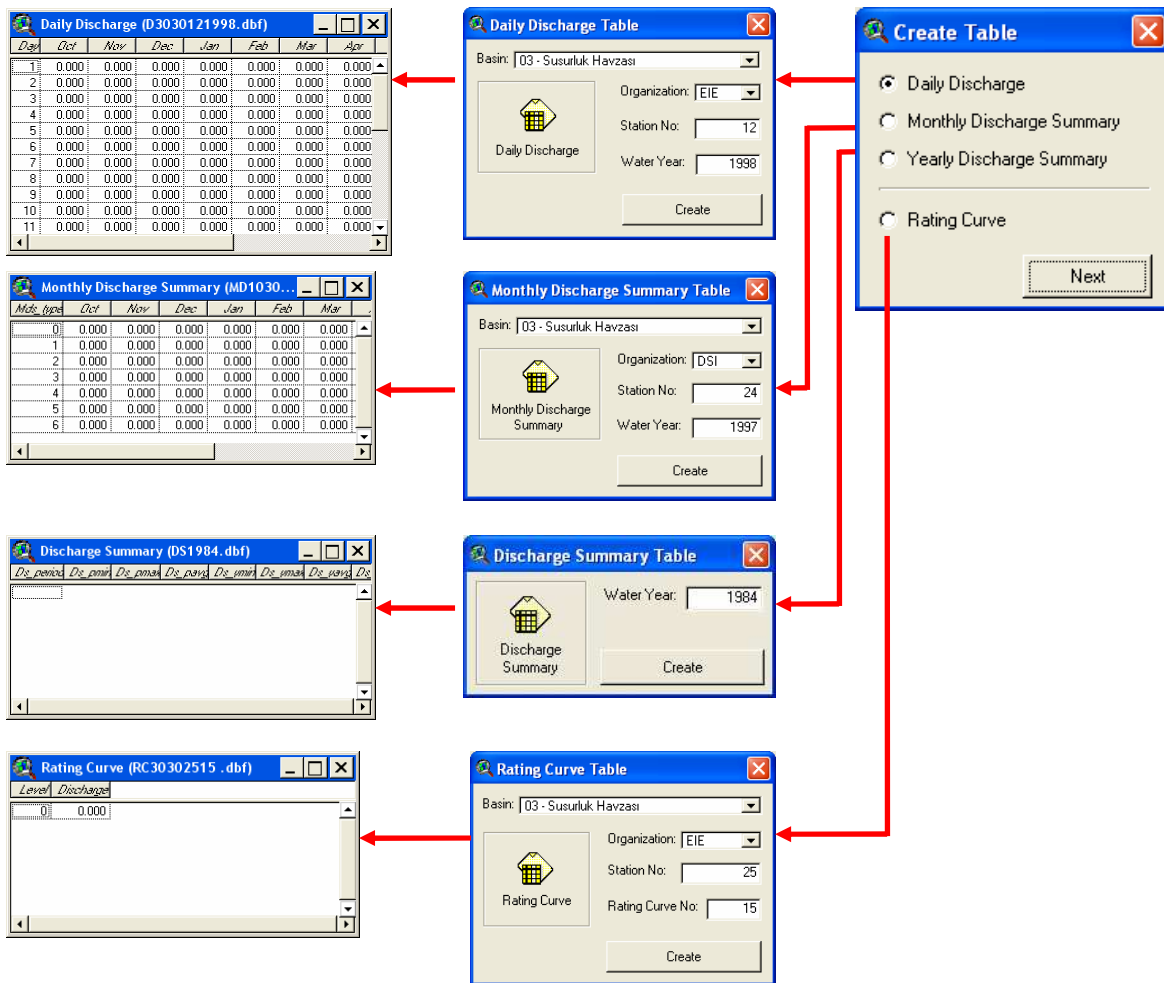 Daily Discharge (D3030121998.dbf)
Day Oct Nov Dec Jan Feb Mar Apr
1 0.000 0.000 0.000 0.000 0.000 0.000 0.000
2 0.000 0.000 0.000 0.000 0.000 0.000 0.000
3 0.000 0.000 0.000 0.000 0.000 0.000 0.000
4 0.000 0.000 0.000 0.000 0.000 0.000 0.000
5 0.000 0.000 0.000 0.000 0.000 0.000 0.000
6 0.000 0.000 0.000 0.000 0.000 0.000 0.000
7 0.000 0.000 0.000 0.000 0.000 0.000 0.000
8 0.000 0.000 0.000 0.000 0.000 0.000 0.000
9 0.000 0.000 0.000 0.000 0.000 0.000 0.000
10 0.000 0.000 0.000 0.000 0.000 0.000 0.000
11 0.000 0.000 0.000 0.000 0.000 0.000 0.000
Daily Discharge Table
Basin: 03 - Susurluk Havzası
Daily Discharge
Organization: EIE
Station No: 12
Water Year: 1998
Create
Create Table
Daily Discharge
Monthly Discharge Summary
Yearly Discharge Summary
Rating Curve
Next
Monthly Discharge Summary (MD1030...
Mds_type Oct Nov Dec Jan Feb Mar
0 0.000 0.000 0.000 0.000 0.000 0.000
1 0.000 0.000 0.000 0.000 0.000 0.000
2 0.000 0.000 0.000 0.000 0.000 0.000
3 0.000 0.000 0.000 0.000 0.000 0.000
4 0.000 0.000 0.000 0.000 0.000 0.000
5 0.000 0.000 0.000 0.000 0.000 0.000
6 0.000 0.000 0.000 0.000 0.000 0.000
Monthly Discharge Summary Table
Basin: 03 - Susurluk Havzası
Monthly Discharge
Summary
Organization: DSI
Station No: 24
Water Year: 1997
Create
Discharge Summary (DS1984.dbf)
Ds_period Ds_pmin Ds_pmax Ds_pavg Ds_ymin Ds_ymax Ds_yavg Ds
Discharge Summary Table
Discharge
Summary
Water Year: 1984
Create
Rating Curve (RC30302515 .dbf)
Level Discharge
0 0.000
Rating Curve Table
Basin: 03 - Susurluk Havzası
Rating Curve
Organization: EIE
Station No: 25
Rating Curve No: 15
Create